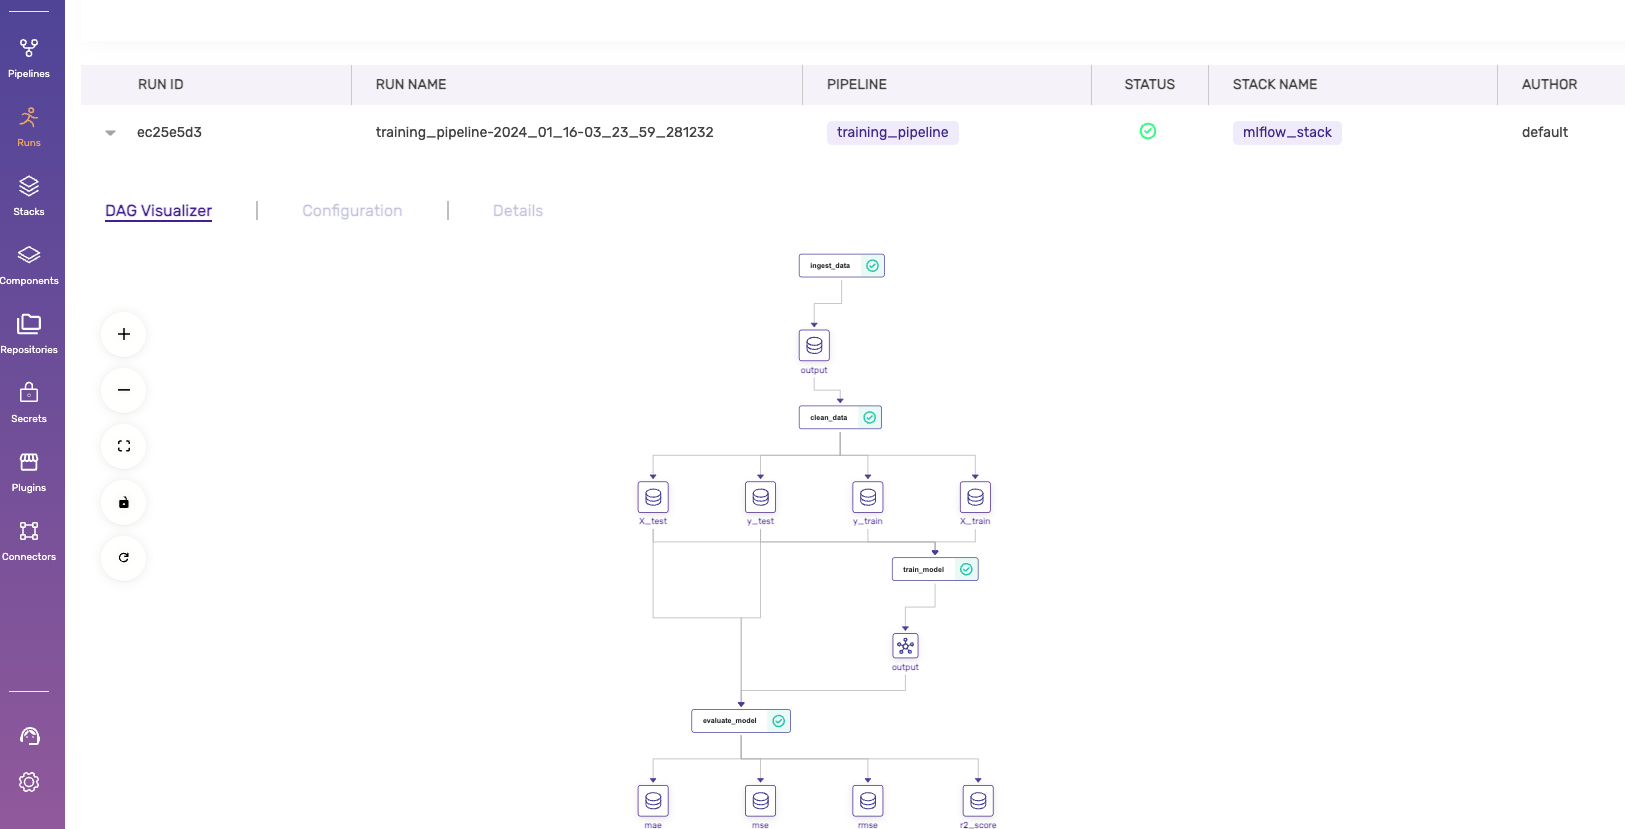 Pipelines
Runs
Stacks
Components
Repositories
Secrets
Plugins
Connectors
RUN ID RUN NAME PIPELINE STATUS STACK NAME AUTHOR
ec25e5d3 training_pipeline-2024_01_16-03_23_59_281232 training_pipeline mlflow_stack default
DAG Visualizer | Configuration | Details
ingest_data
output
clean_data
X_test y_test y_train X_train
train_model
output
evaluate_model
mae mse rmse r2_score